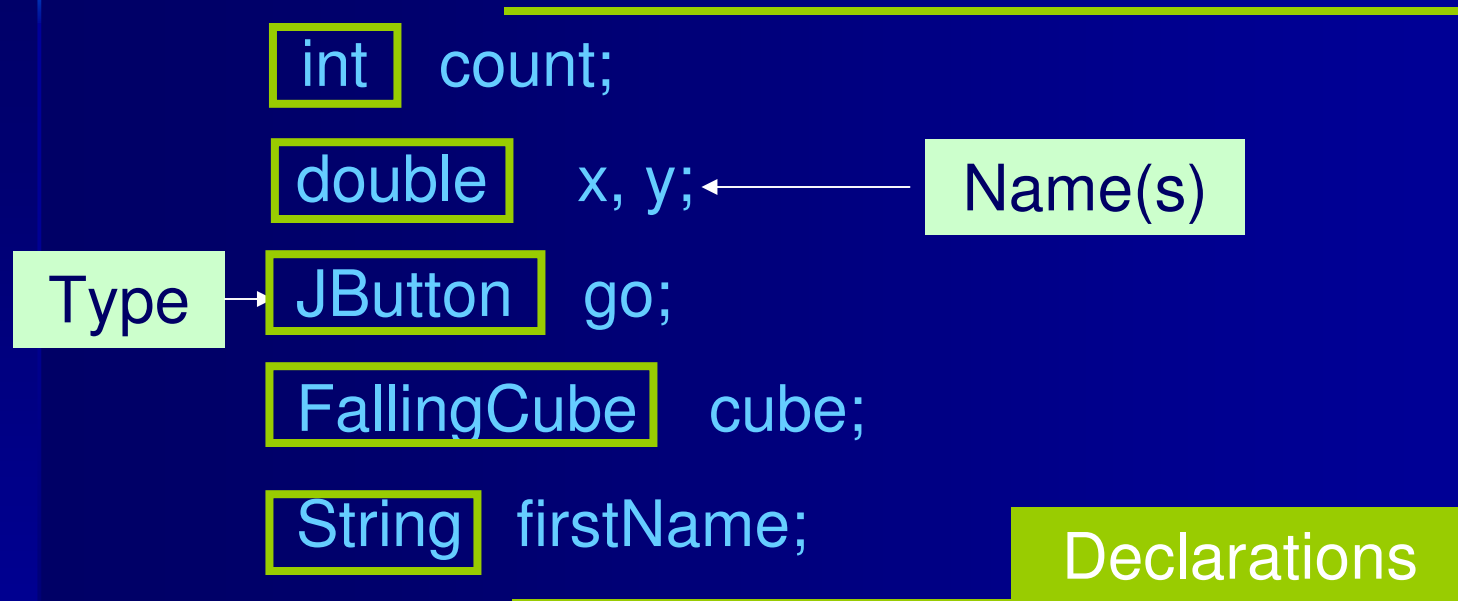 int count;
double x, y;
Name(s)
Type
JButton go;
FallingCube cube;
String firstName;
Declarations